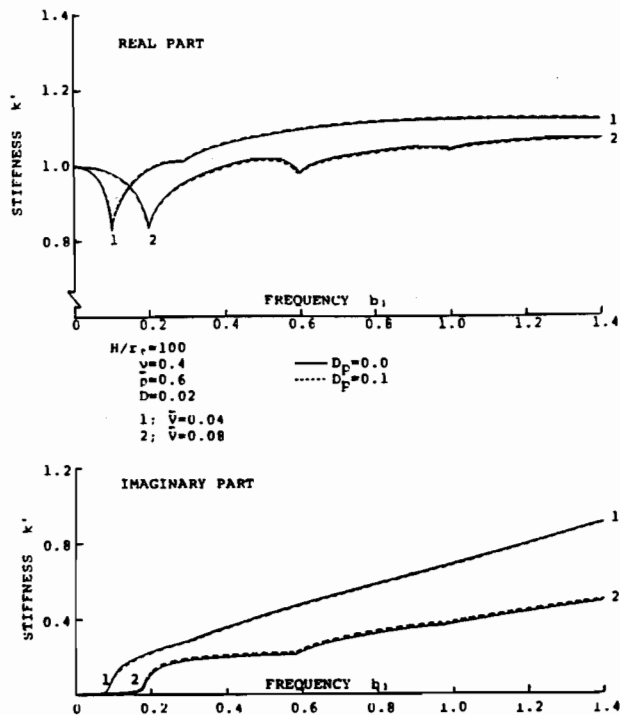 1.4
REAL PART
1.2
1
2
1.0
0.8
1
2
STIFFNESS k'
FREQUENCY b₁
0 0.2 0.4 0.6 0.8 1.0 1.2 1.4
H/r₀=100
ν=0.4
p̄=0.6
D=0.02
1; V̄=0.04
2; V̄=0.08
Dp=0.0
Dp=0.1
1.2
IMAGINARY PART
1
0.8
2
0.4
1 2
STIFFNESS k'
FREQUENCY b₁
0 0.2 0.4 0.6 0.8 1.0 1.2 1.4